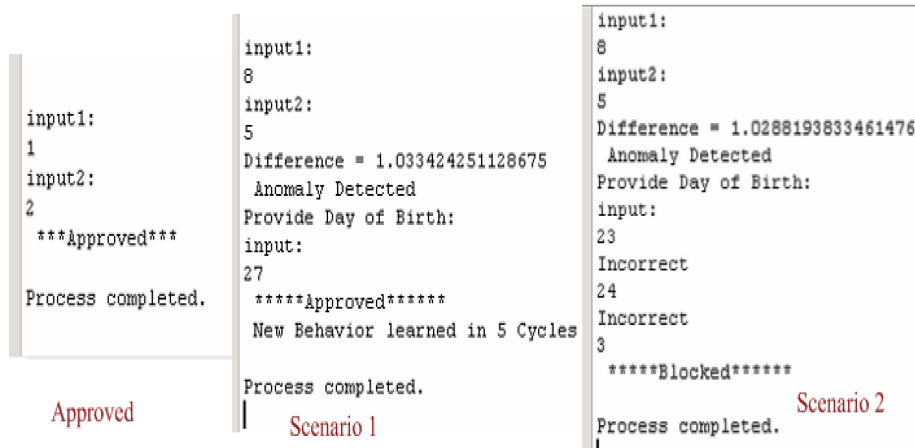 input1:
1
input2:
2
***Approved***
Process completed.
Approved
input1:
8
input2:
5
Difference = 1.033424251128675
Anomaly Detected
Provide Day of Birth:
input:
27
*****Approved******
New Behavior learned in 5 Cycles
Process completed.
Scenario 1
input1:
8
input2:
5
Difference = 1.0288193833461476
Anomaly Detected
Provide Day of Birth:
input:
23
Incorrect
24
Incorrect
3
*****Blocked******
Scenario 2
Process completed.